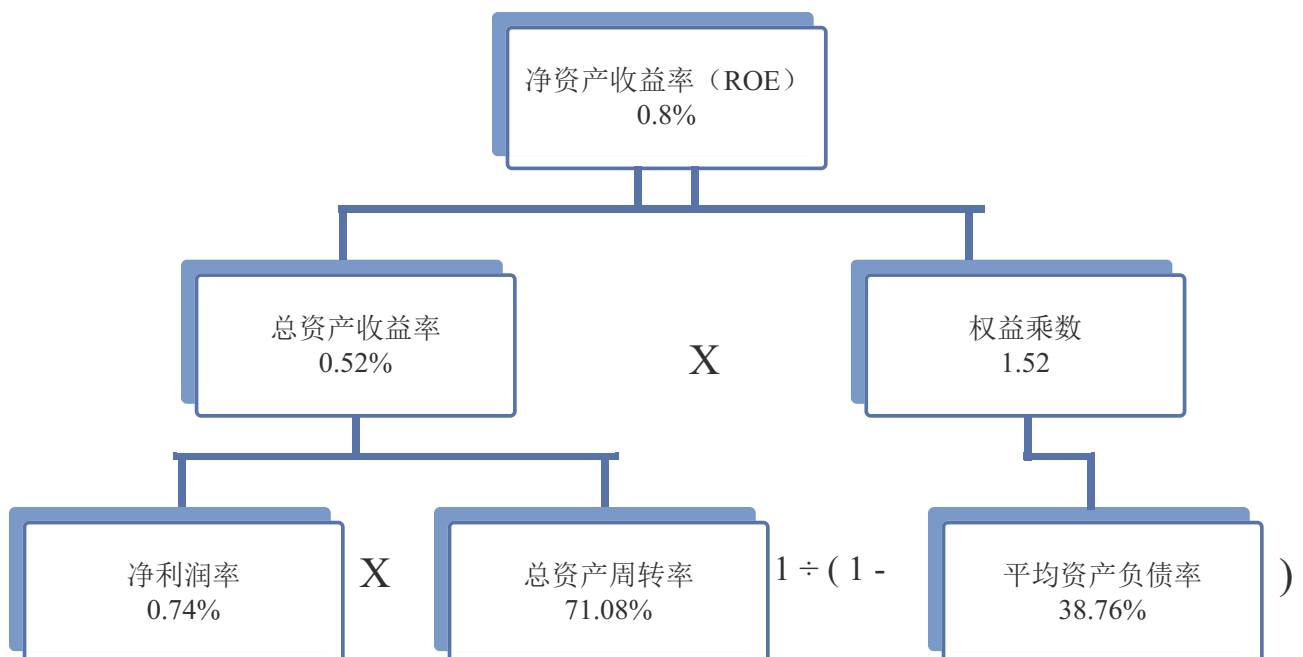 净资产收益率（ROE）
0.8%
总资产收益率
0.52%
X
权益乘数
1.52
净利润率
0.74%
X
总资产周转率
71.08%
1 ÷ ( 1 -
平均资产负债率
38.76%
)